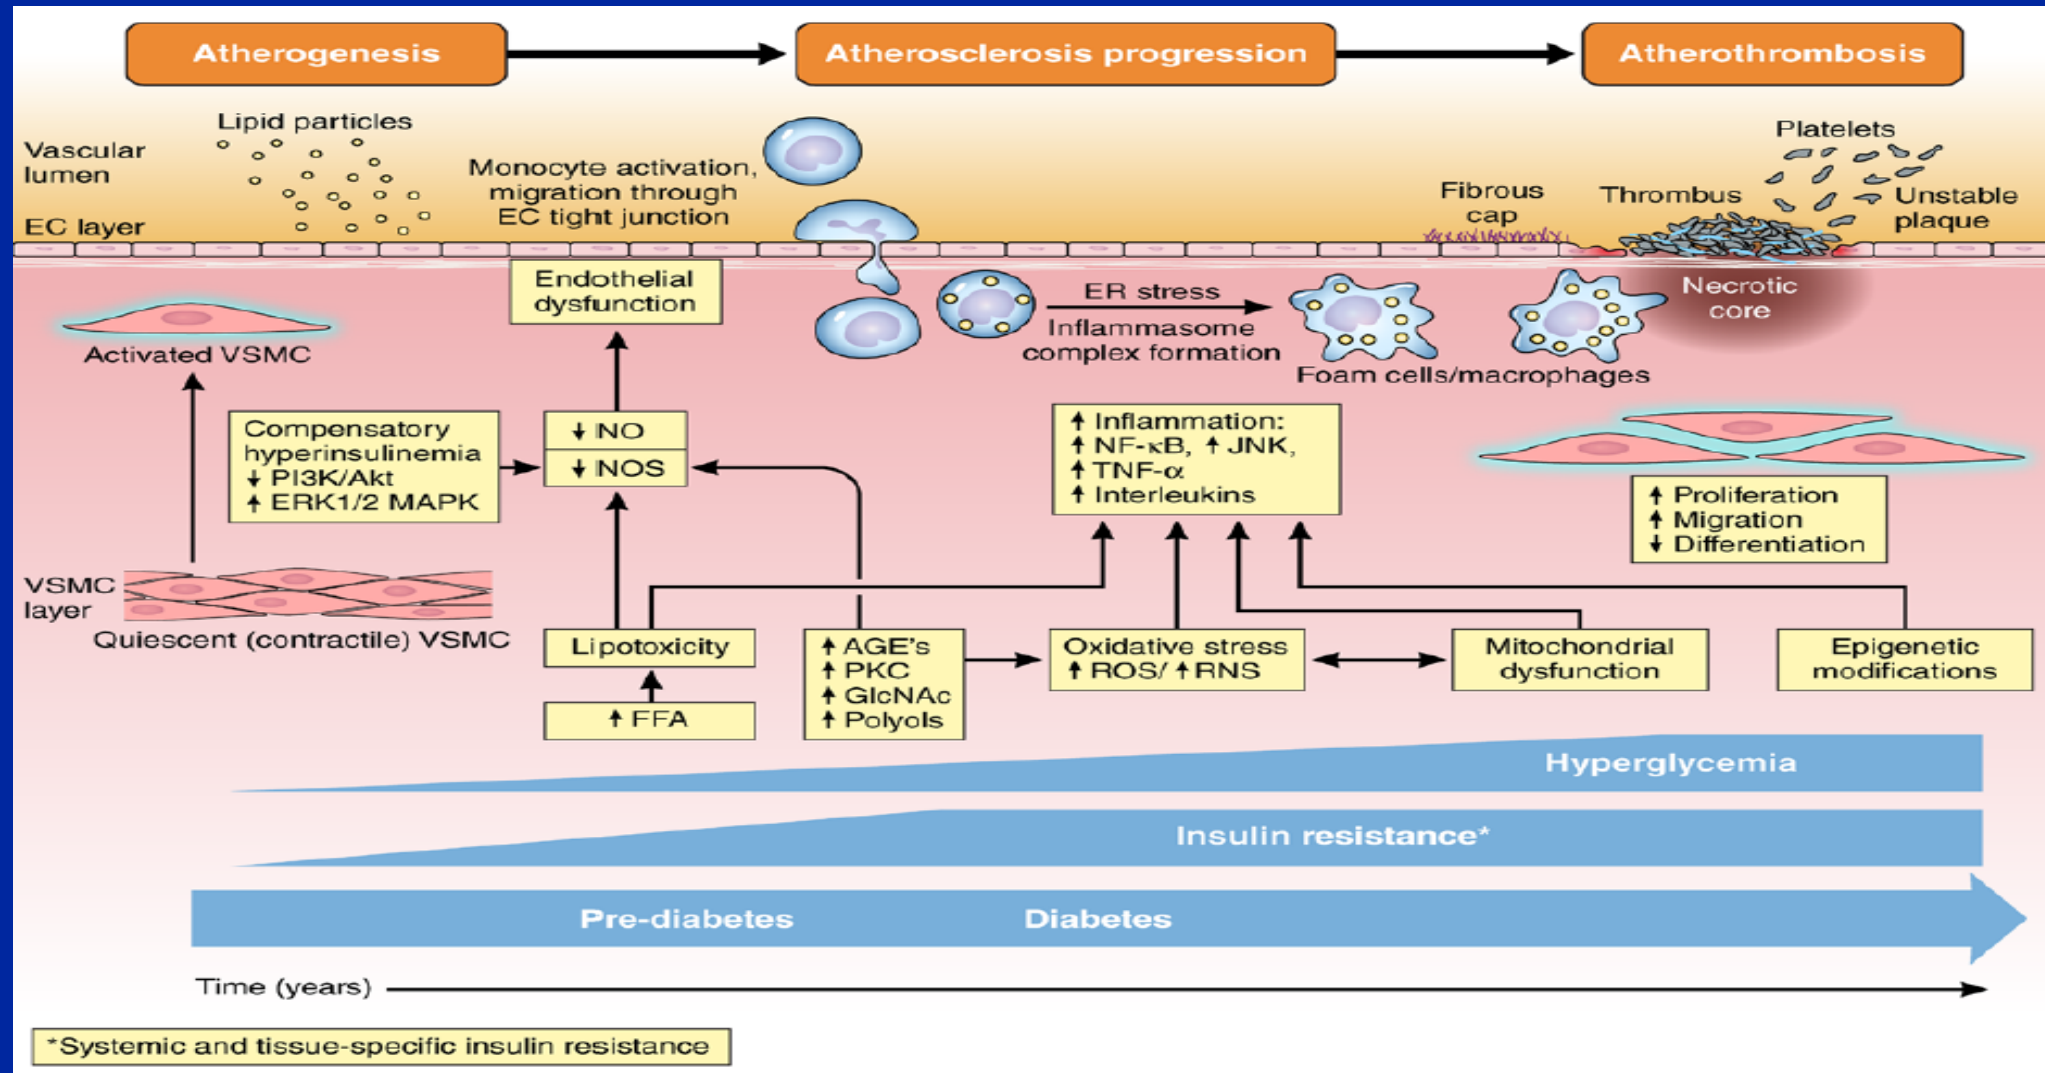 Atherogenesis
Atherosclerosis progression
Atherothrombosis
Lipid particles
Vascular
lumen
EC layer
Monocyte activation,
migration through
EC tight junction
Fibrous
cap
Thrombus
Platelets
Unstable
plaque
Endothelial
dysfunction
Activated VSMC
ER stress
Inflammasome
complex formation
Foam cells/macrophages
Necrotic
core
Compensatory
hyperinsulinemia
↓ PI3K/Akt
↑ ERK1/2 MAPK
↓ NO
↓ NOS
↑ Inflammation:
↑ NF-κB, ↑ JNK,
↑ TNF-α
↑ Interleukins
↑ Proliferation
↑ Migration
↓ Differentiation
VSMC
layer
Quiescent (contractile) VSMC
Lipotoxicity
↑ FFA
↑ AGE's
↑ PKC
↑ GlcNAc
↑ Polyols
Oxidative stress
↑ ROS/ ↑ RNS
Mitochondrial
dysfunction
Epigenetic
modifications
Hyperglycemia
Insulin resistance*
Pre-diabetes
Diabetes
Time (years)
*Systemic and tissue-specific insulin resistance